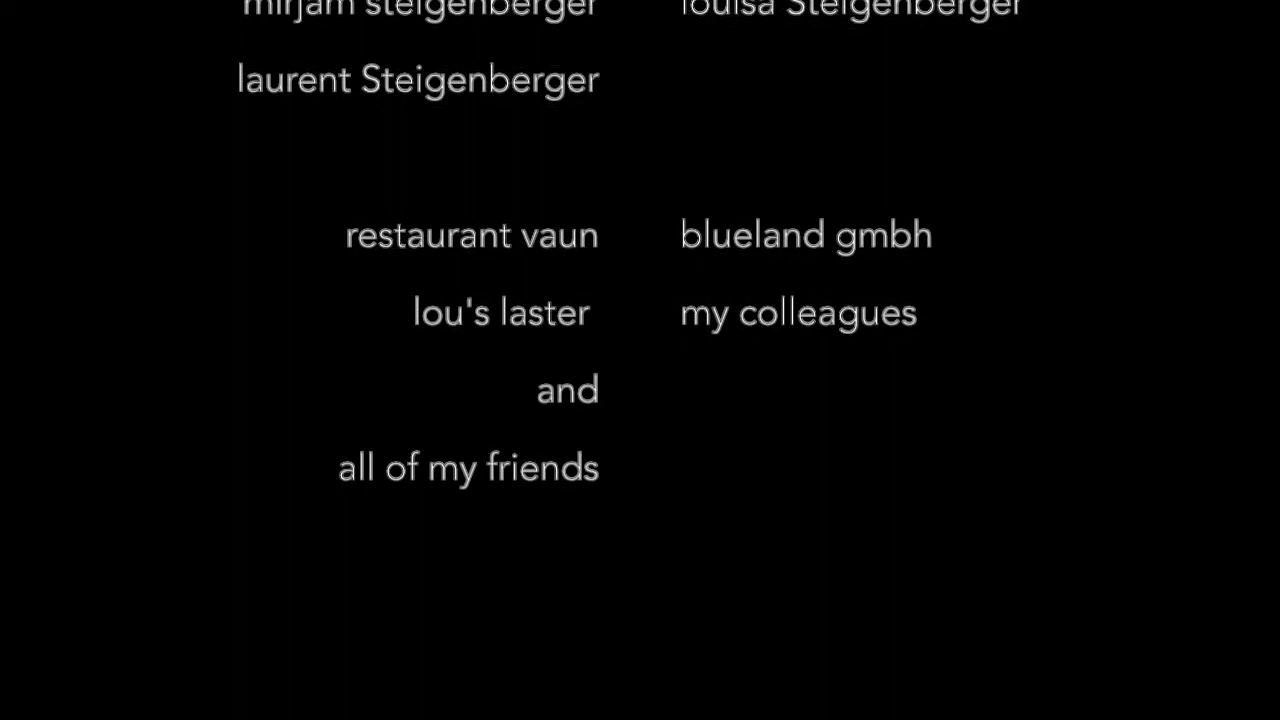 mirjam steigenberger louisa Steigenberger
laurent Steigenberger
restaurant vaun blueland gmbh
lou's laster my colleagues
and
all of my friends